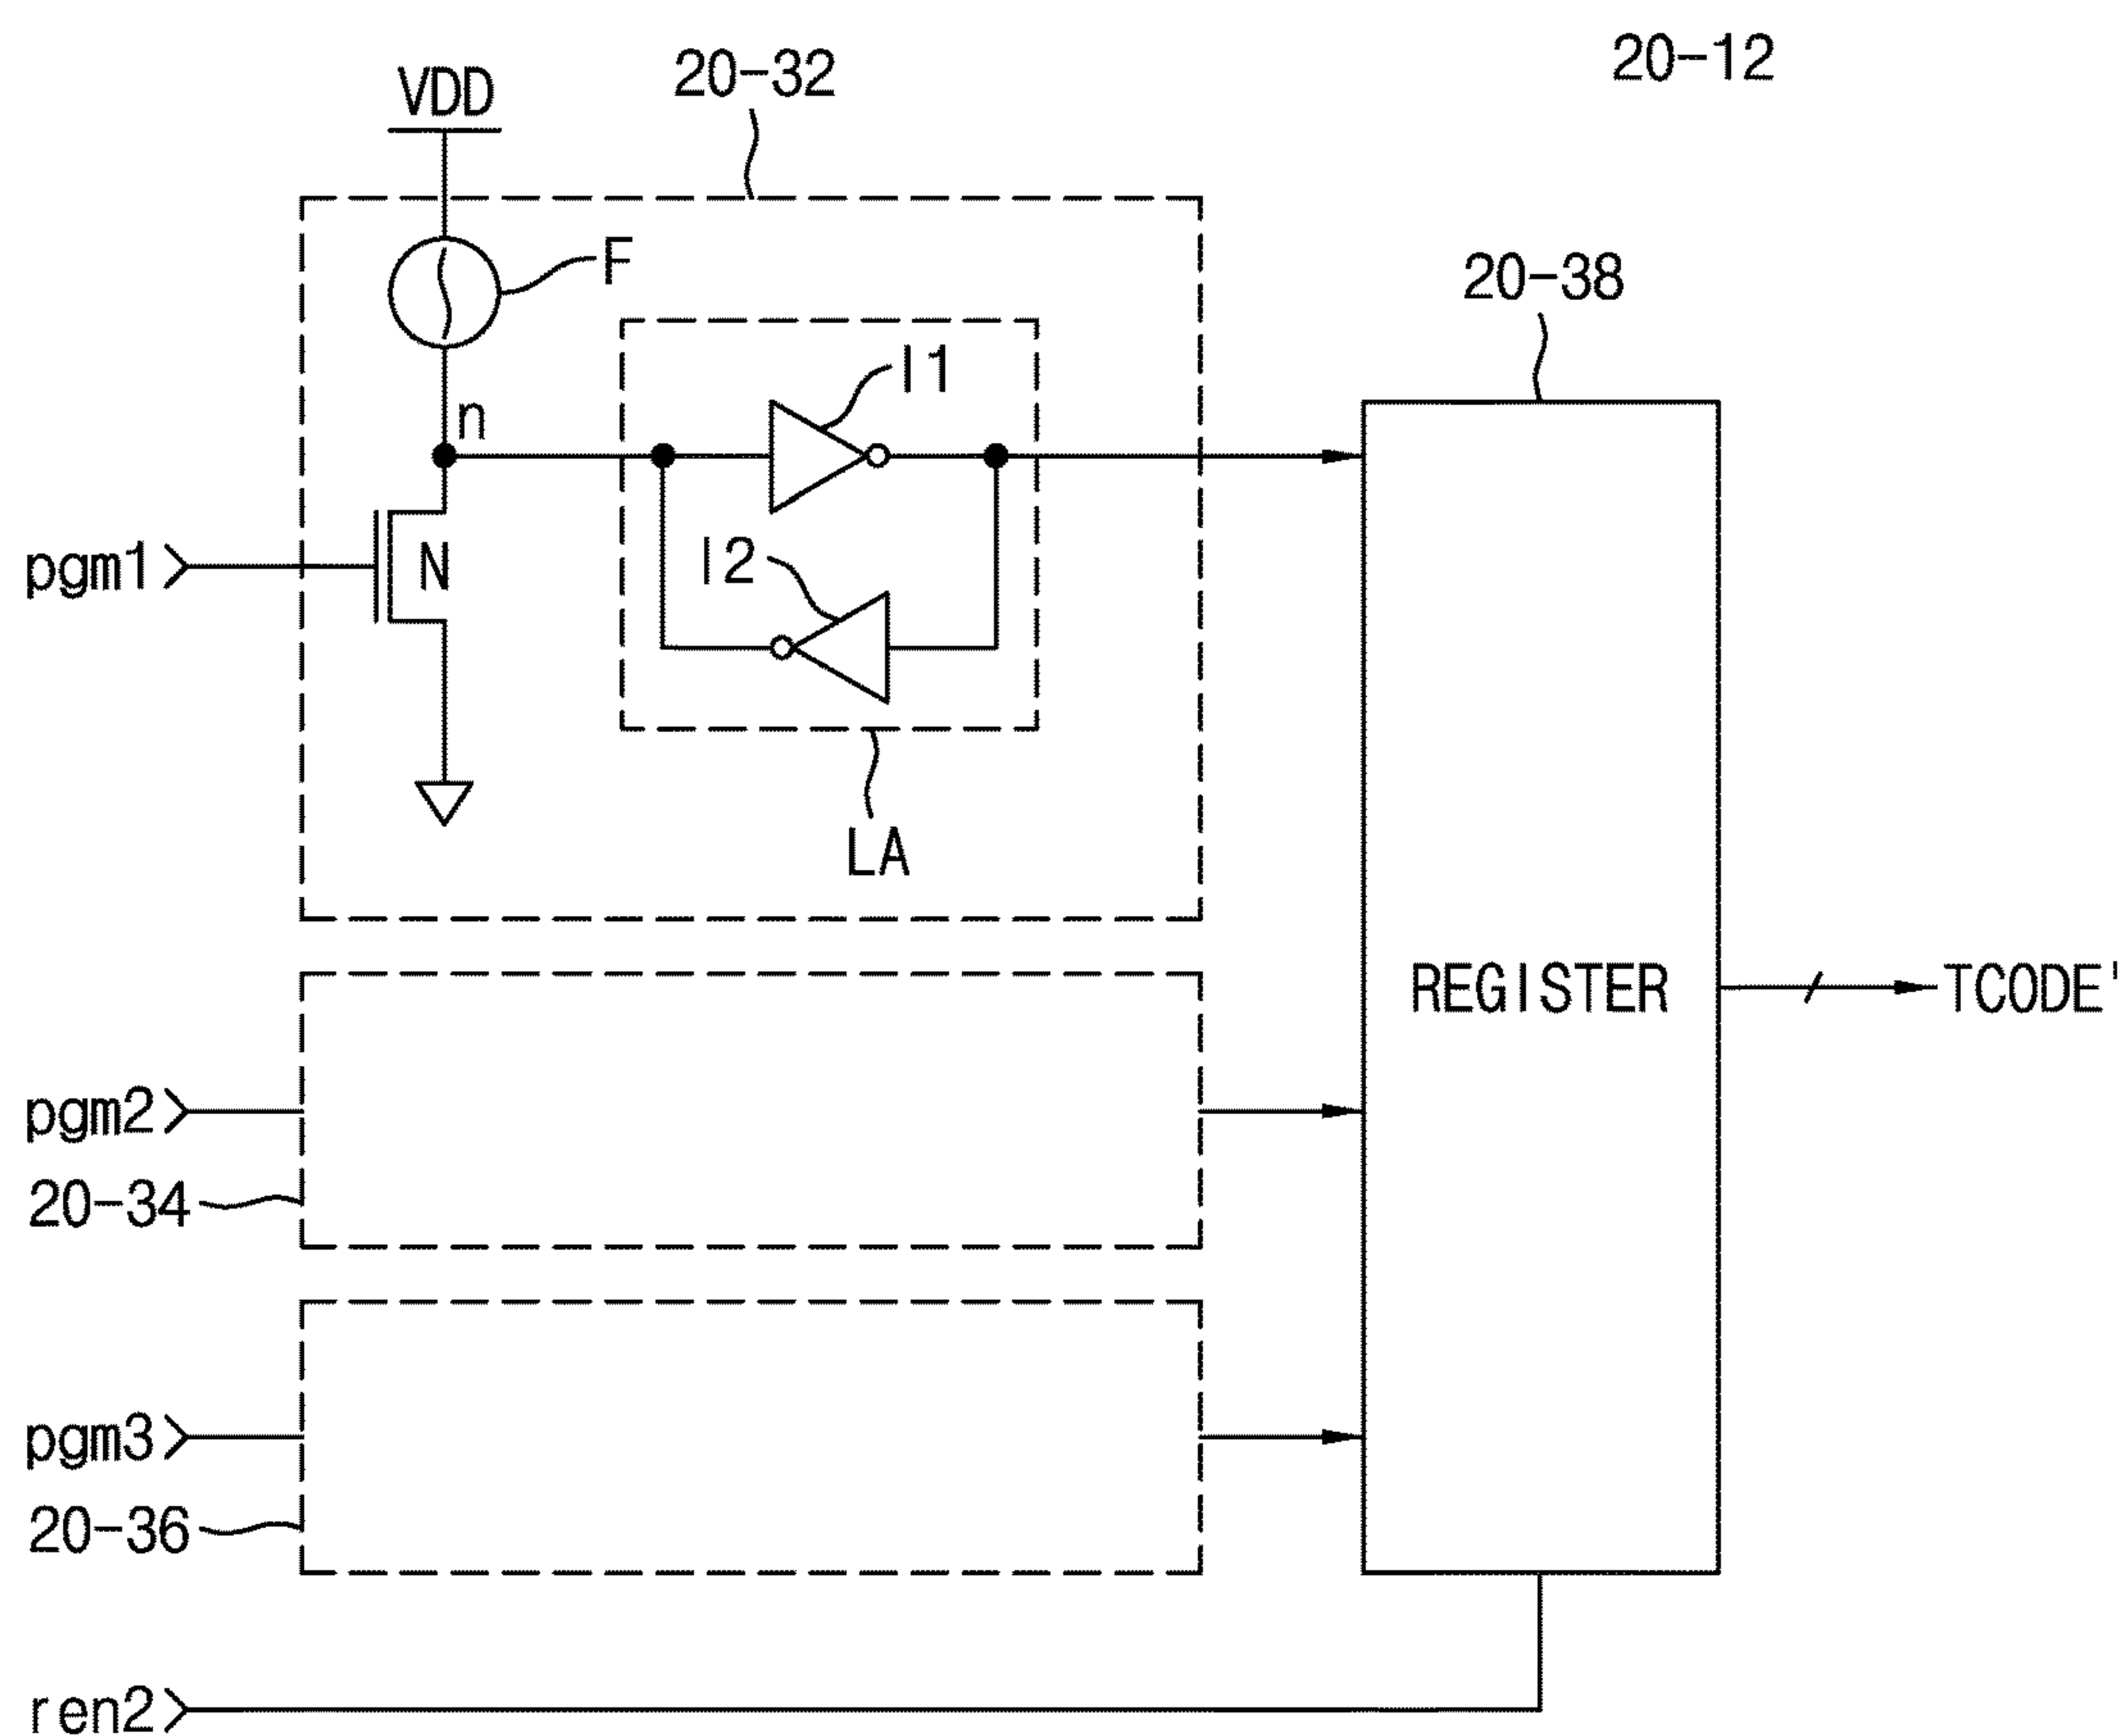 20-12
20-32
VDD
F
20-38
I1
n
pgm1
N
I2
LA
REGISTER
TCODE'
pgm2
20-34
pgm3
20-36
ren2